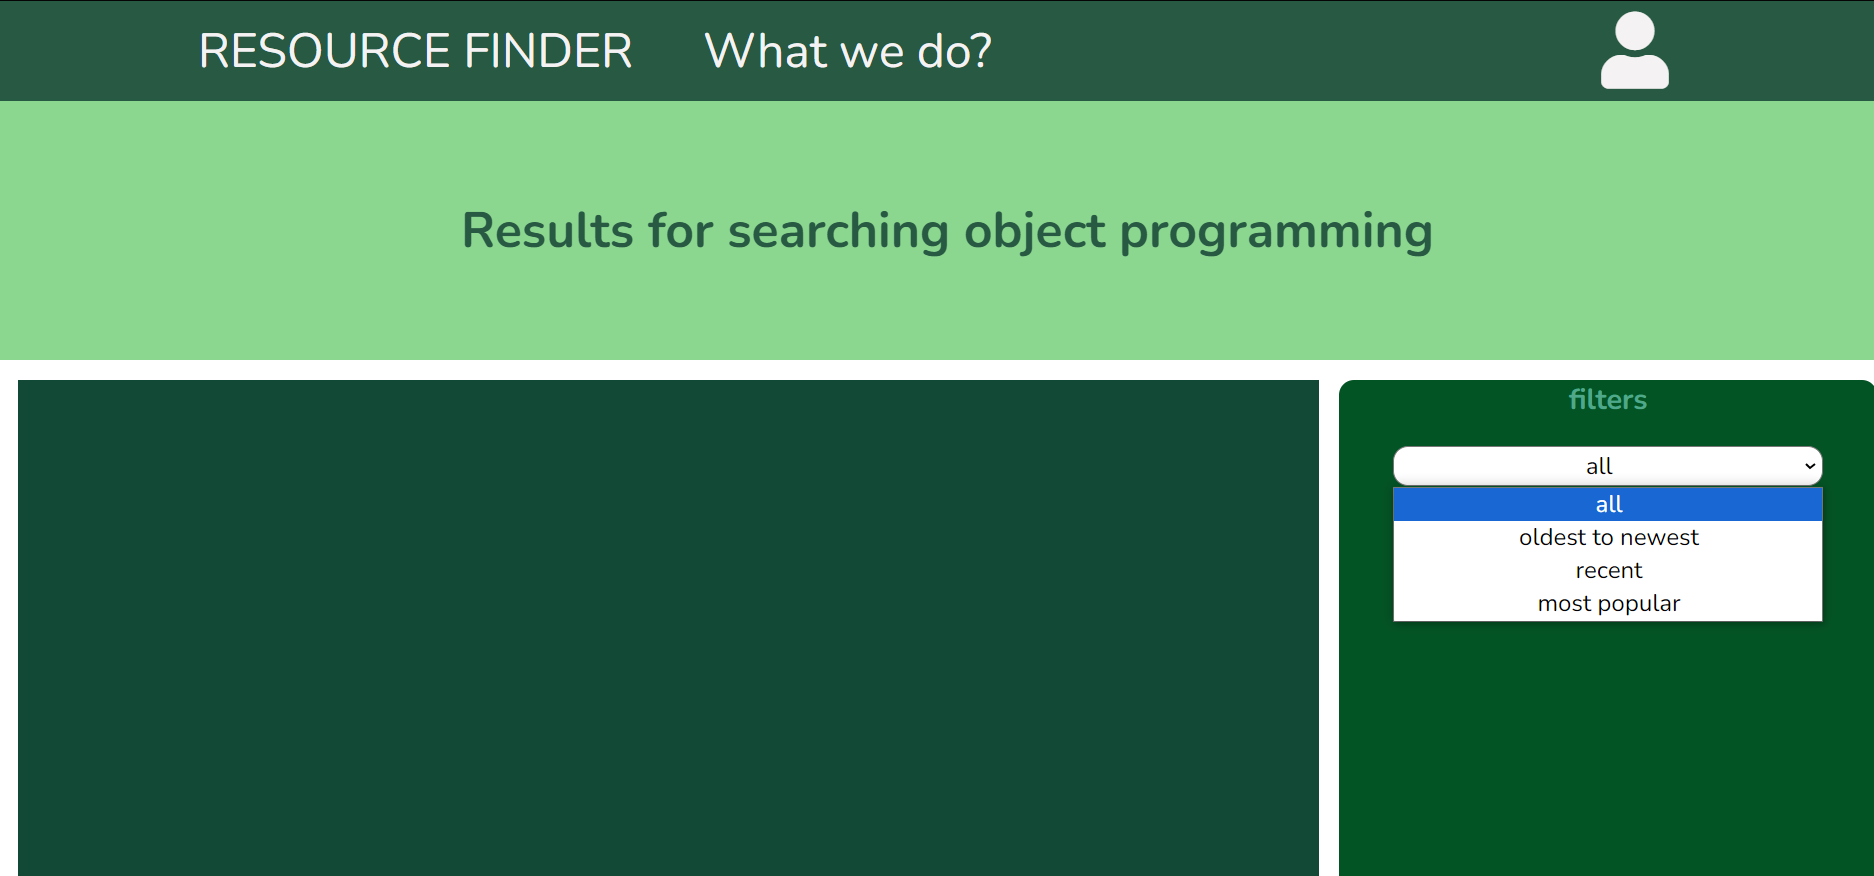 RESOURCE FINDER What we do?
Results for searching object programming
filters
all
all
oldest to newest
recent
most popular